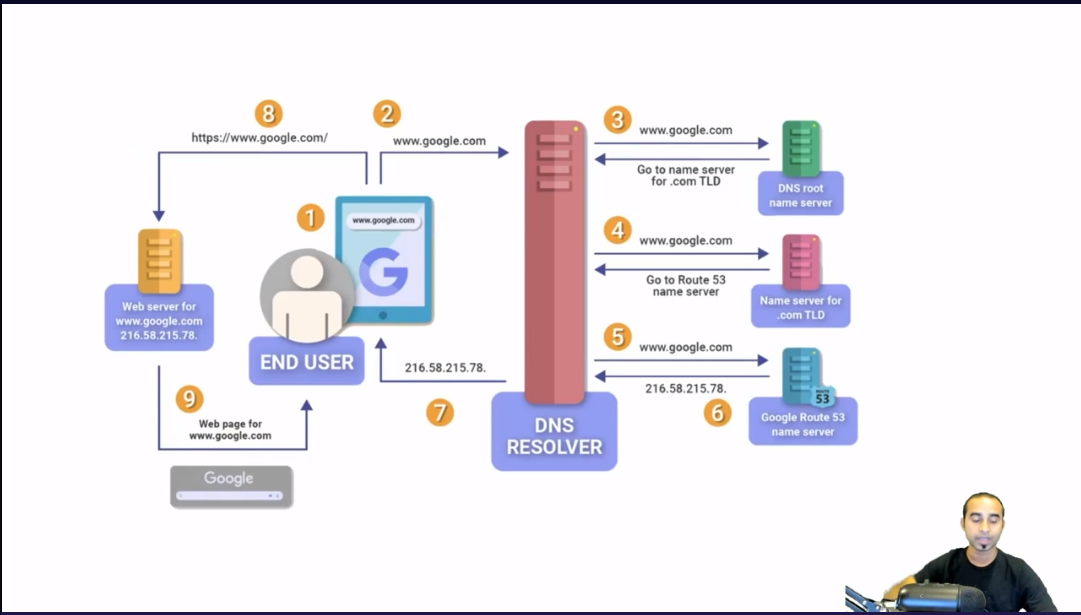 8
https://www.google.com/
2
www.google.com
3
www.google.com
Go to name server
for .com TLD
DNS root
name server
1
www.google.com
G
4
www.google.com
Go to Route 53
name server
Name server for
.com TLD
Web server for
www.google.com
216.58.215.78.
END USER
5
www.google.com
216.58.215.78.
ROUTE
53
6
Google Route 53
name server
216.58.215.78.
7
DNS
RESOLVER
9
Web page for
www.google.com
Google